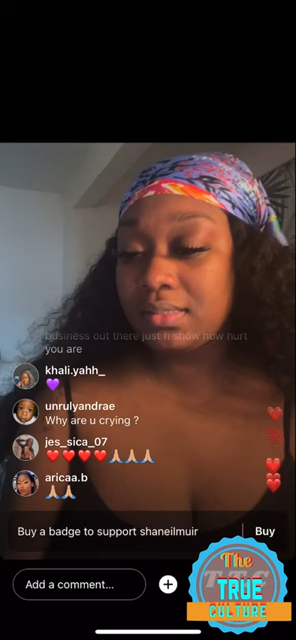 business out there just fi show how hurt
you are
khali.yahh_
💜
unrulyandrae
Why are u crying ?
jes_sica_07
❤️❤️❤️❤️🙏🏽🙏🏽🙏🏽
aricaa.b
🙏🏽🙏🏽
Buy a badge to support shaneilmuir
Buy
Add a comment...
The
TRUE
CULTURE